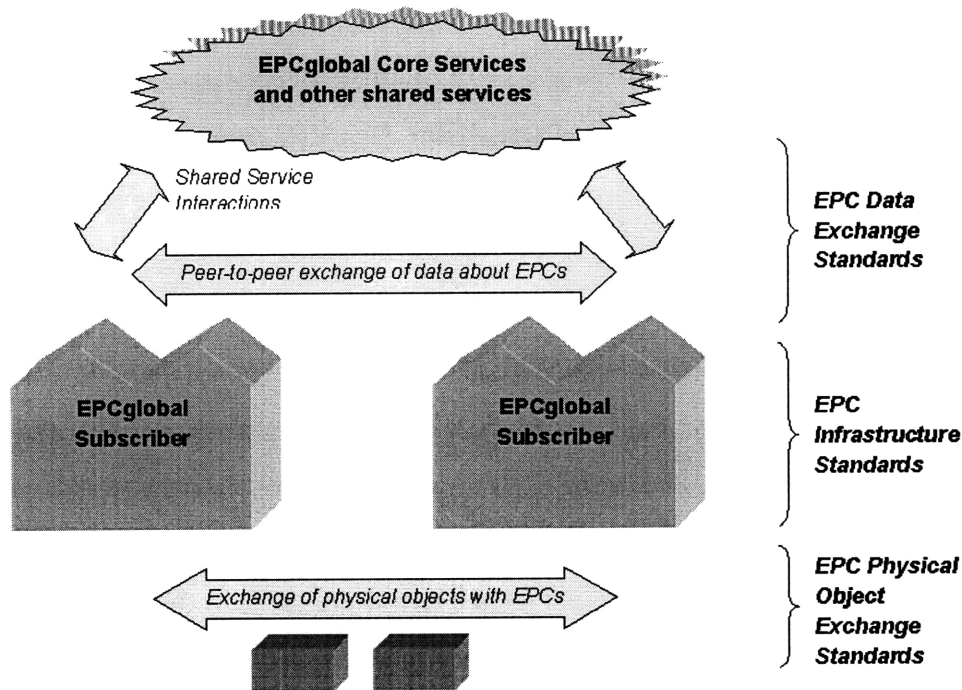 EPCglobal Core Services
and other shared services
Shared Service
Interactions
Peer-to-peer exchange of data about EPCs
EPC Data
Exchange
Standards
EPCglobal
Subscriber
EPCglobal
Subscriber
EPC
Infrastructure
Standards
Exchange of physical objects with EPCs
EPC Physical
Object
Exchange
Standards